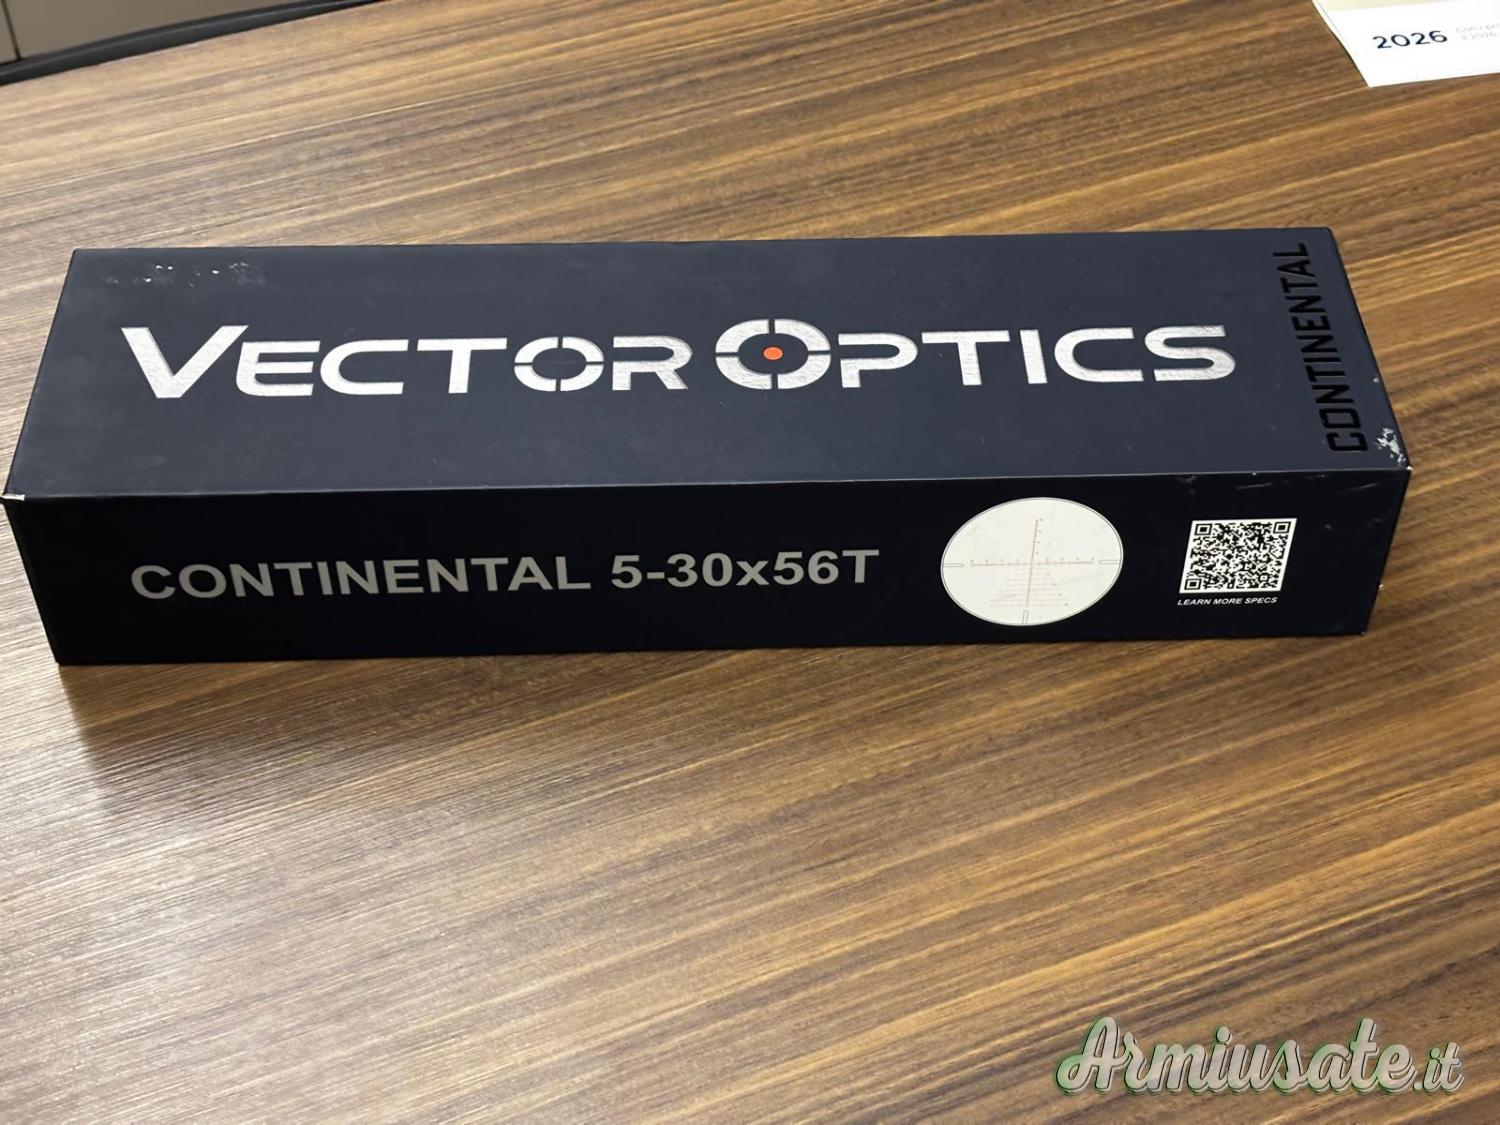 2026
VECTOR OPTICS
CONTINENTAL
CONTINENTAL 5-30x56T
LEARN MORE SPECS
Armiusate.it